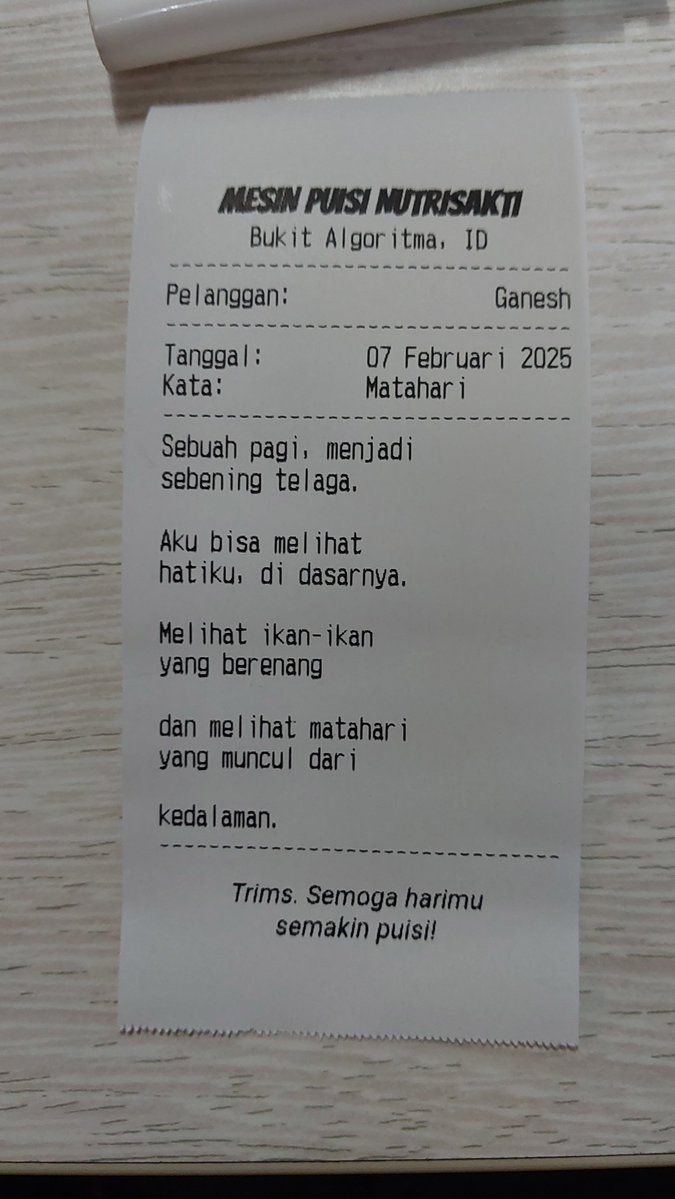 MESIN PUISI NUTRISAKTI
Bukit Algoritma, ID
Pelanggan: Ganesh
Tanggal: 07 Februari 2025
Kata: Matahari
Sebuah pagi, menjadi
sebening telaga.
Aku bisa melihat
hatiku, di dasarnya.
Melihat ikan-ikan
yang berenang
dan melihat matahari
yang muncul dari
kedalaman.
Trims. Semoga harimu
semakin puisi!